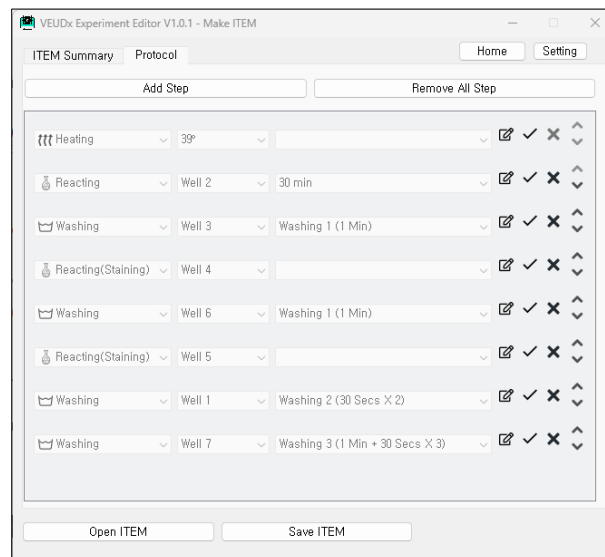 VEUDx Experiment Editor V1.0.1 - Make ITEM
ITEM Summary Protocol Home Setting
Add Step Remove All Step
Heating 39º
Reacting Well 2 30 min
Washing Well 3 Washing 1 (1 Min)
Reacting(Staining) Well 4
Washing Well 6 Washing 1 (1 Min)
Reacting(Staining) Well 5
Washing Well 1 Washing 2 (30 Secs X 2)
Washing Well 7 Washing 3 (1 Min + 30 Secs X 3)
Open ITEM Save ITEM